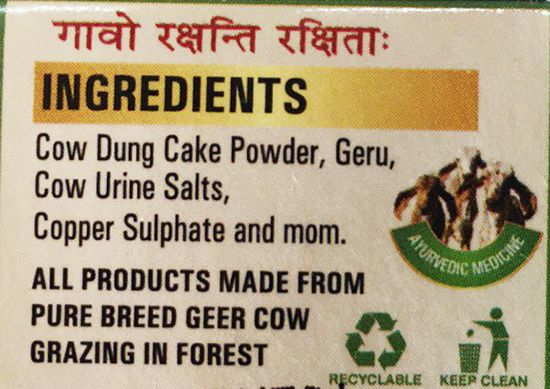 गावो रक्षन्ति रक्षिताः
INGREDIENTS
Cow Dung Cake Powder, Geru,
Cow Urine Salts,
Copper Sulphate and mom.
AYURVEDIC MEDICINE
ALL PRODUCTS MADE FROM
PURE BREED GEER COW
GRAZING IN FOREST
RECYCLABLE KEEP CLEAN